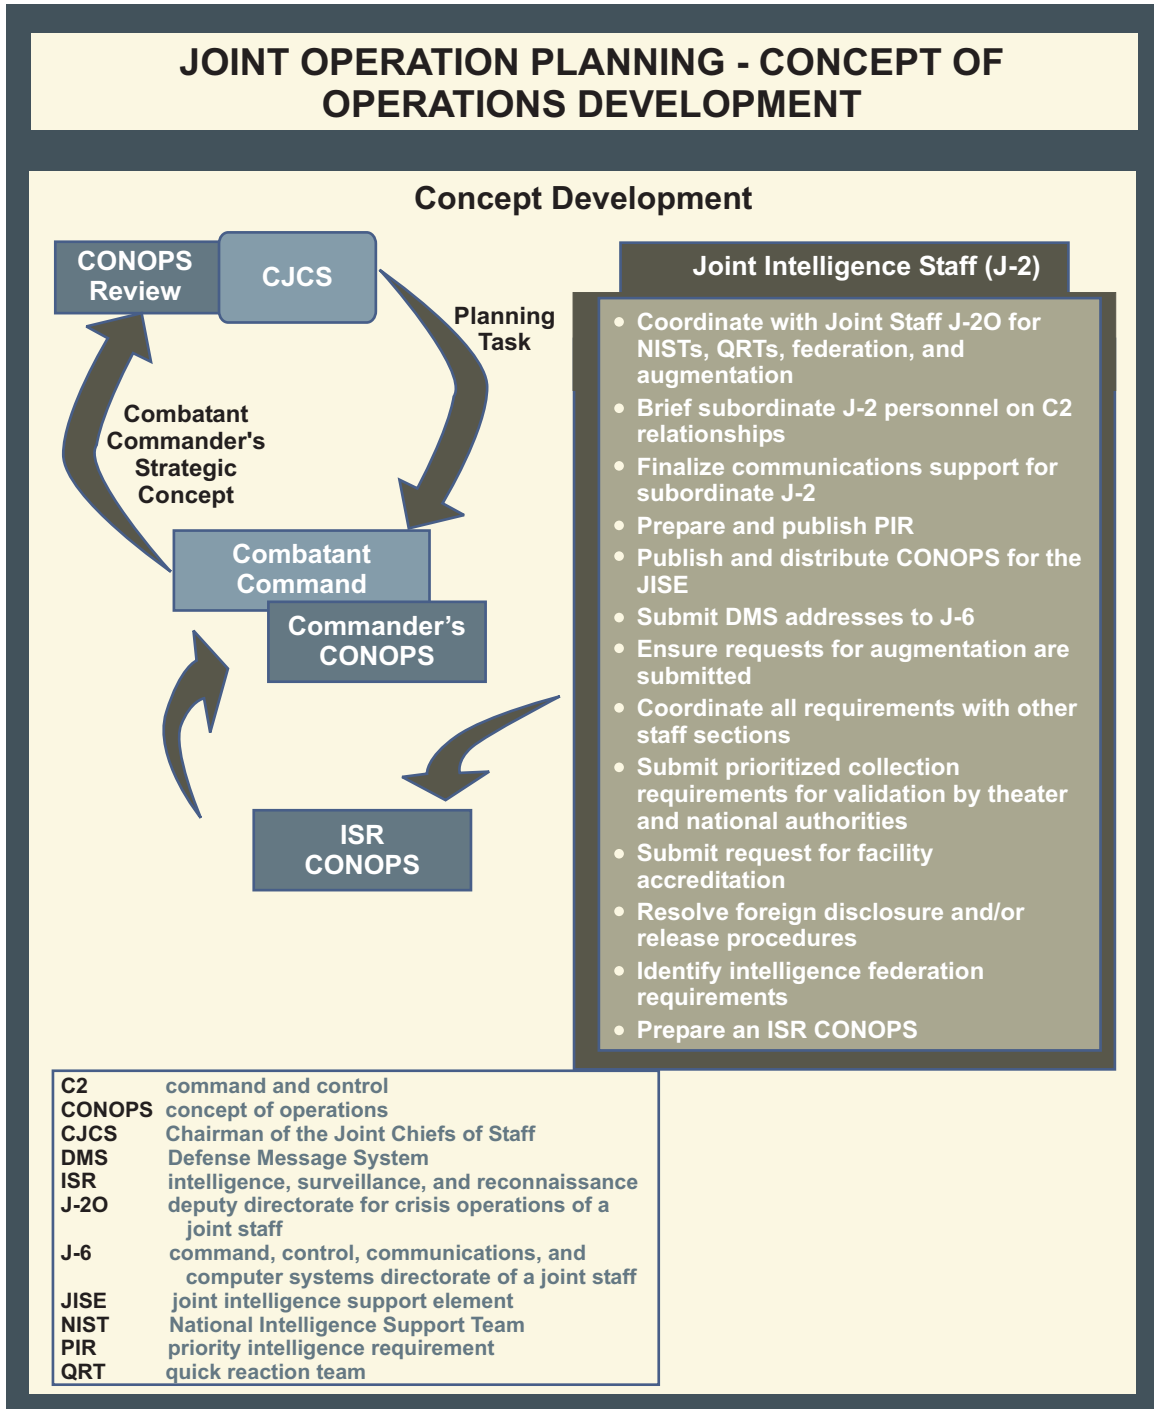 JOINT OPERATION PLANNING - CONCEPT OF
OPERATIONS DEVELOPMENT
Concept Development
CONOPS
Review
CJCS
Planning
Task
Combatant
Commander's
Strategic
Concept
Combatant
Command
Commander’s
CONOPS
ISR
CONOPS
Joint Intelligence Staff (J-2)
• Coordinate with Joint Staff J-2O for
NISTs, QRTs, federation, and
augmentation
• Brief subordinate J-2 personnel on C2
relationships
• Finalize communications support for
subordinate J-2
• Prepare and publish PIR
• Publish and distribute CONOPS for the
JISE
• Submit DMS addresses to J-6
• Ensure requests for augmentation are
submitted
• Coordinate all requirements with other
staff sections
• Submit prioritized collection
requirements for validation by theater
and national authorities
• Submit request for facility
accreditation
• Resolve foreign disclosure and/or
release procedures
• Identify intelligence federation
requirements
• Prepare an ISR CONOPS
C2 command and control
CONOPS concept of operations
CJCS Chairman of the Joint Chiefs of Staff
DMS Defense Message System
ISR intelligence, surveillance, and reconnaissance
J-2O deputy directorate for crisis operations of a
joint staff
J-6 command, control, communications, and
computer systems directorate of a joint staff
JISE joint intelligence support element
NIST National Intelligence Support Team
PIR priority intelligence requirement
QRT quick reaction team